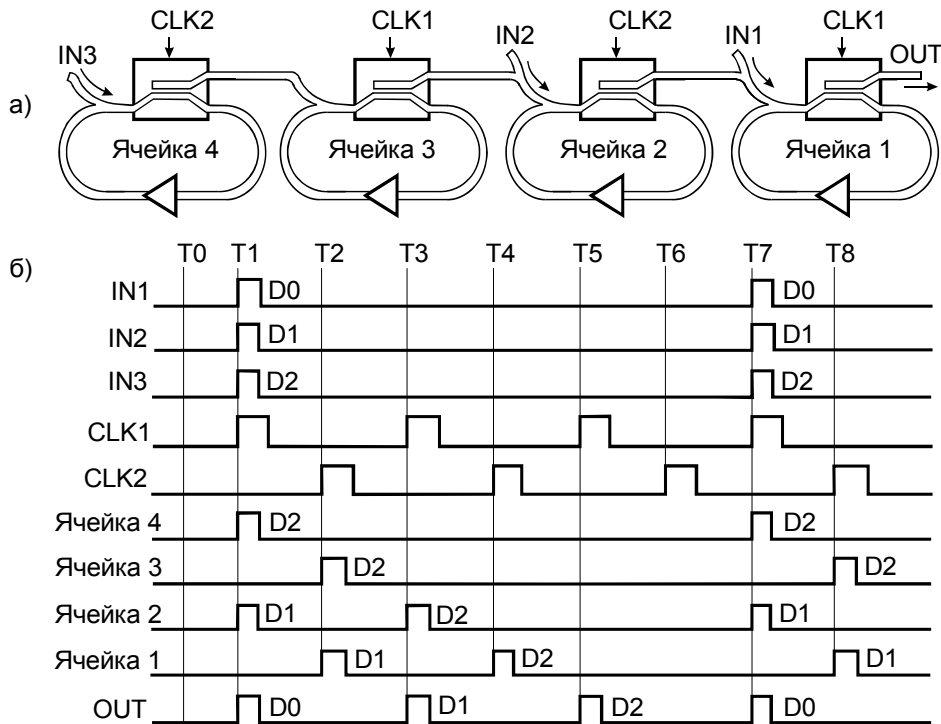 а)
CLK2 CLK1 CLK2 CLK1
IN3 IN2 IN1 OUT
Ячейка 4 Ячейка 3 Ячейка 2 Ячейка 1
б)
T0 T1 T2 T3 T4 T5 T6 T7 T8
IN1 D0 D0
IN2 D1 D1
IN3 D2 D2
CLK1
CLK2
Ячейка 4 D2 D2
Ячейка 3 D2 D2
Ячейка 2 D1 D2 D1
Ячейка 1 D1 D2 D1
OUT D0 D1 D2 D0